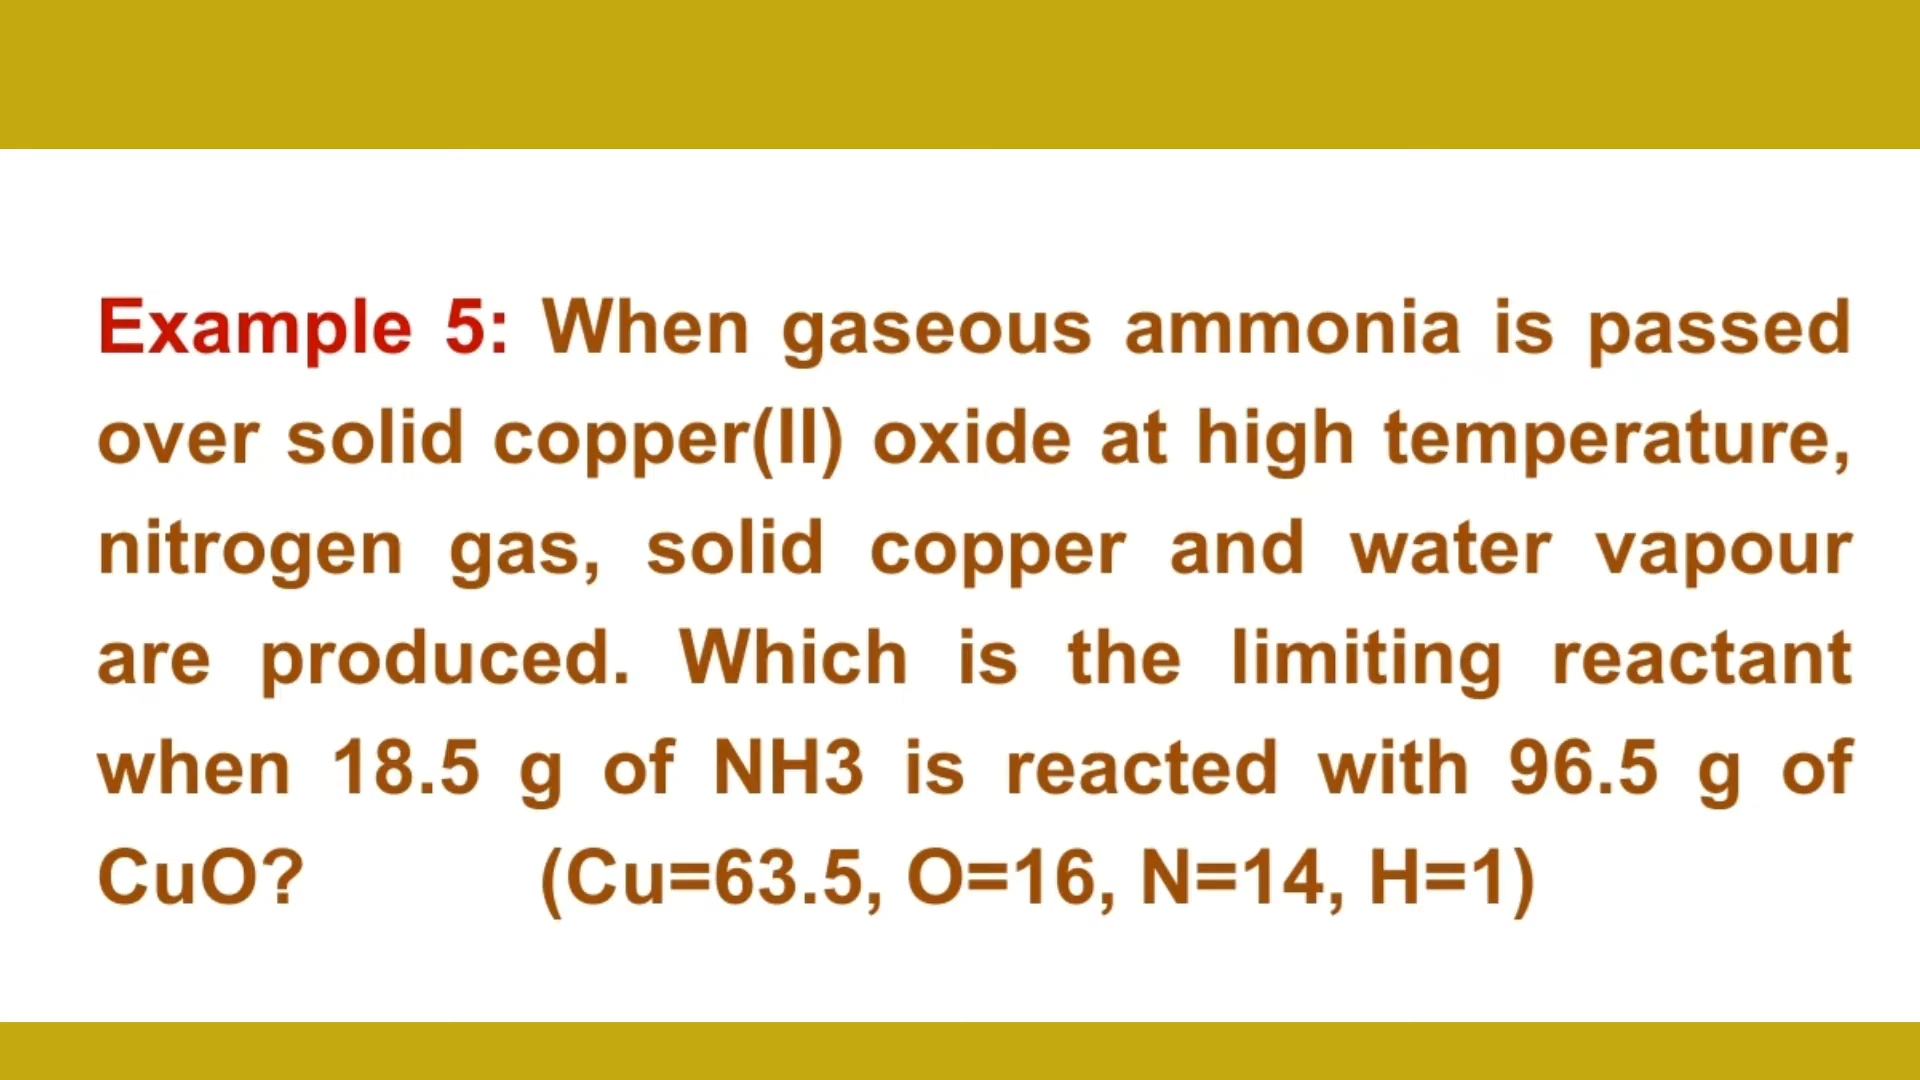 Example 5: When gaseous ammonia is passed
over solid copper(II) oxide at high temperature,
nitrogen gas, solid copper and water vapour
are produced. Which is the limiting reactant
when 18.5 g of NH3 is reacted with 96.5 g of
CuO? (Cu=63.5, O=16, N=14, H=1)